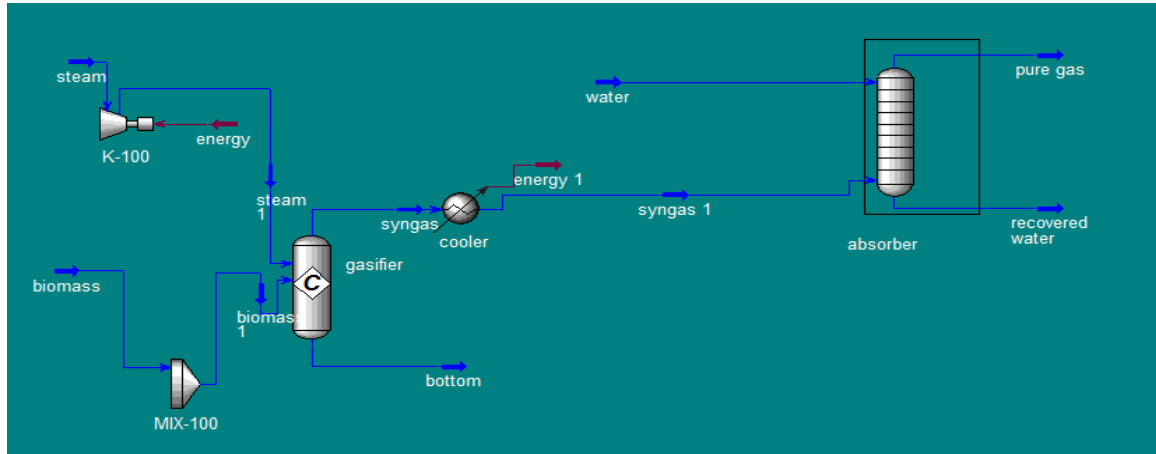 steam
energy
K-100
steam
1
biomass
biomass
1
MIX-100
C
gasifier
syngas
cooler
energy 1
bottom
water
syngas 1
absorber
pure gas
recovered
water